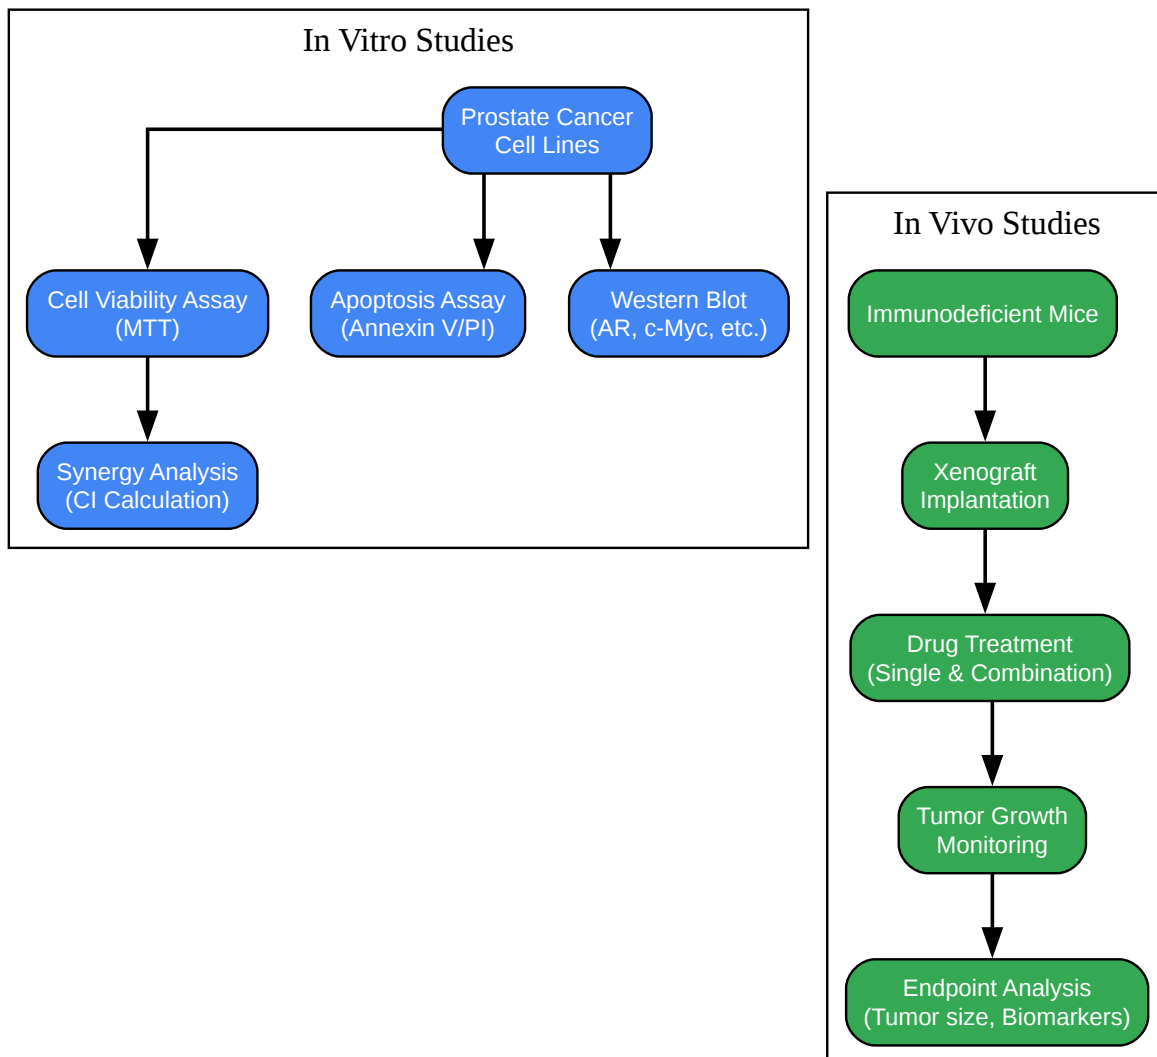 In Vitro Studies
Prostate Cancer
Cell Lines
Cell Viability Assay
(MTT)
Apoptosis Assay
(Annexin V/PI)
Western Blot
(AR, c-Myc, etc.)
Synergy Analysis
(CI Calculation)
In Vivo Studies
Immunodeficient Mice
Xenograft
Implantation
Drug Treatment
(Single & Combination)
Tumor Growth
Monitoring
Endpoint Analysis
(Tumor size, Biomarkers)